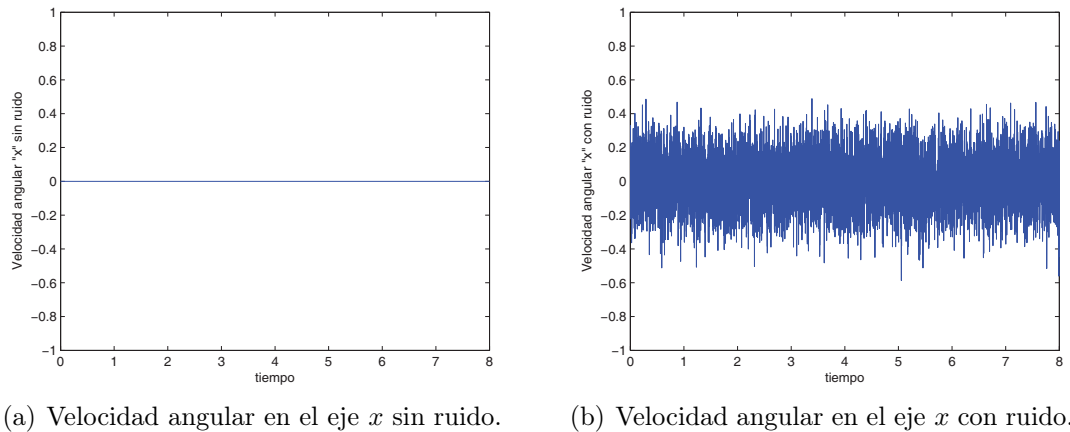 1
0.8
0.6
0.4
0.2
0
−0.2
−0.4
−0.6
−0.8
−1
Velocidad angular "x" sin ruido
0 1 2 3 4 5 6 7 8
tiempo
(a) Velocidad angular en el eje x sin ruido.
1
0.8
0.6
0.4
0.2
0
−0.2
−0.4
−0.6
−0.8
−1
Velocidad angular "x" con ruido
0 1 2 3 4 5 6 7 8
tiempo
(b) Velocidad angular en el eje x con ruido.